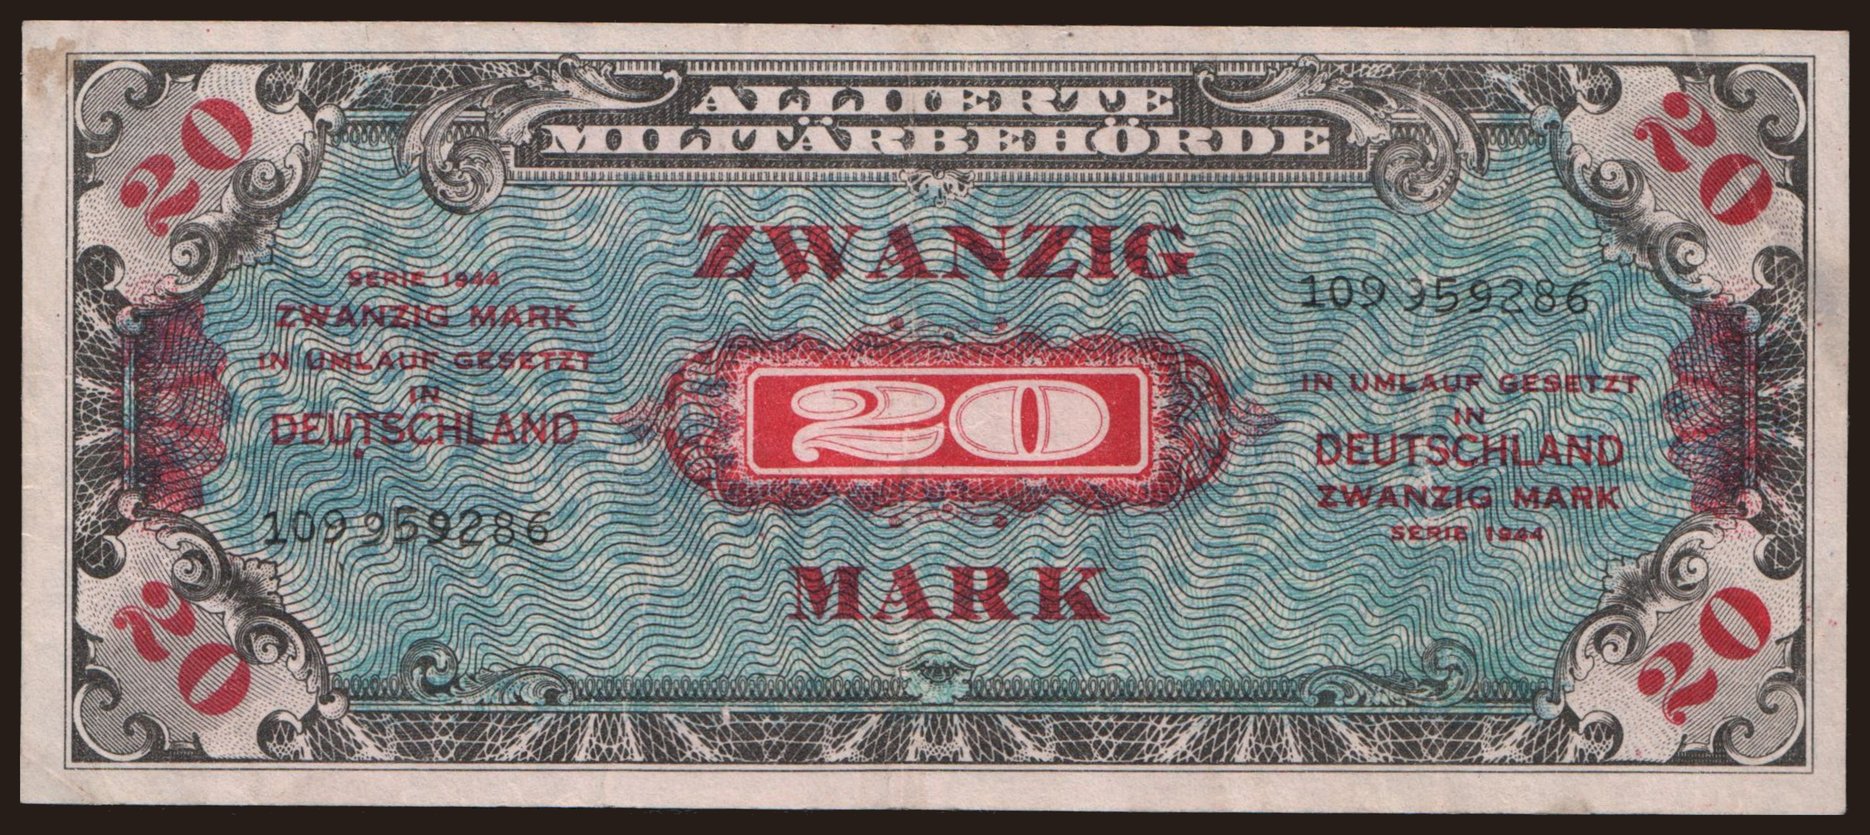 20
ALLIIERTE
MILITÄRBEHÖRDE
20
ZWANZIG
SERIE 1944
ZWANZIG MARK
IN UMLAUF GESETZT
IN
DEUTSCHLAND
109959286
20
109959286
IN UMLAUF GESETZT
IN
DEUTSCHLAND
ZWANZIG MARK
SERIE 1944
MARK
20
20